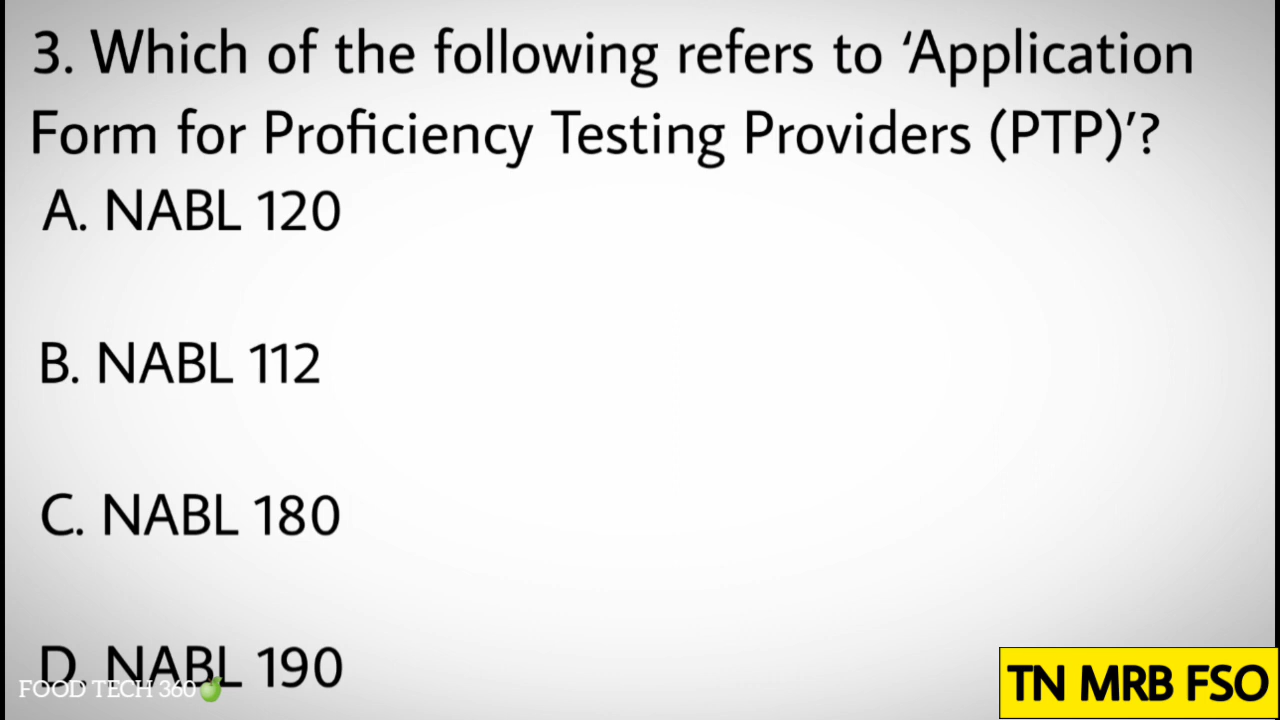 3. Which of the following refers to ‘Application
Form for Proficiency Testing Providers (PTP)’?
A. NABL 120
B. NABL 112
C. NABL 180
D. NABL 190
FOOD TECH 360
TN MRB FSO